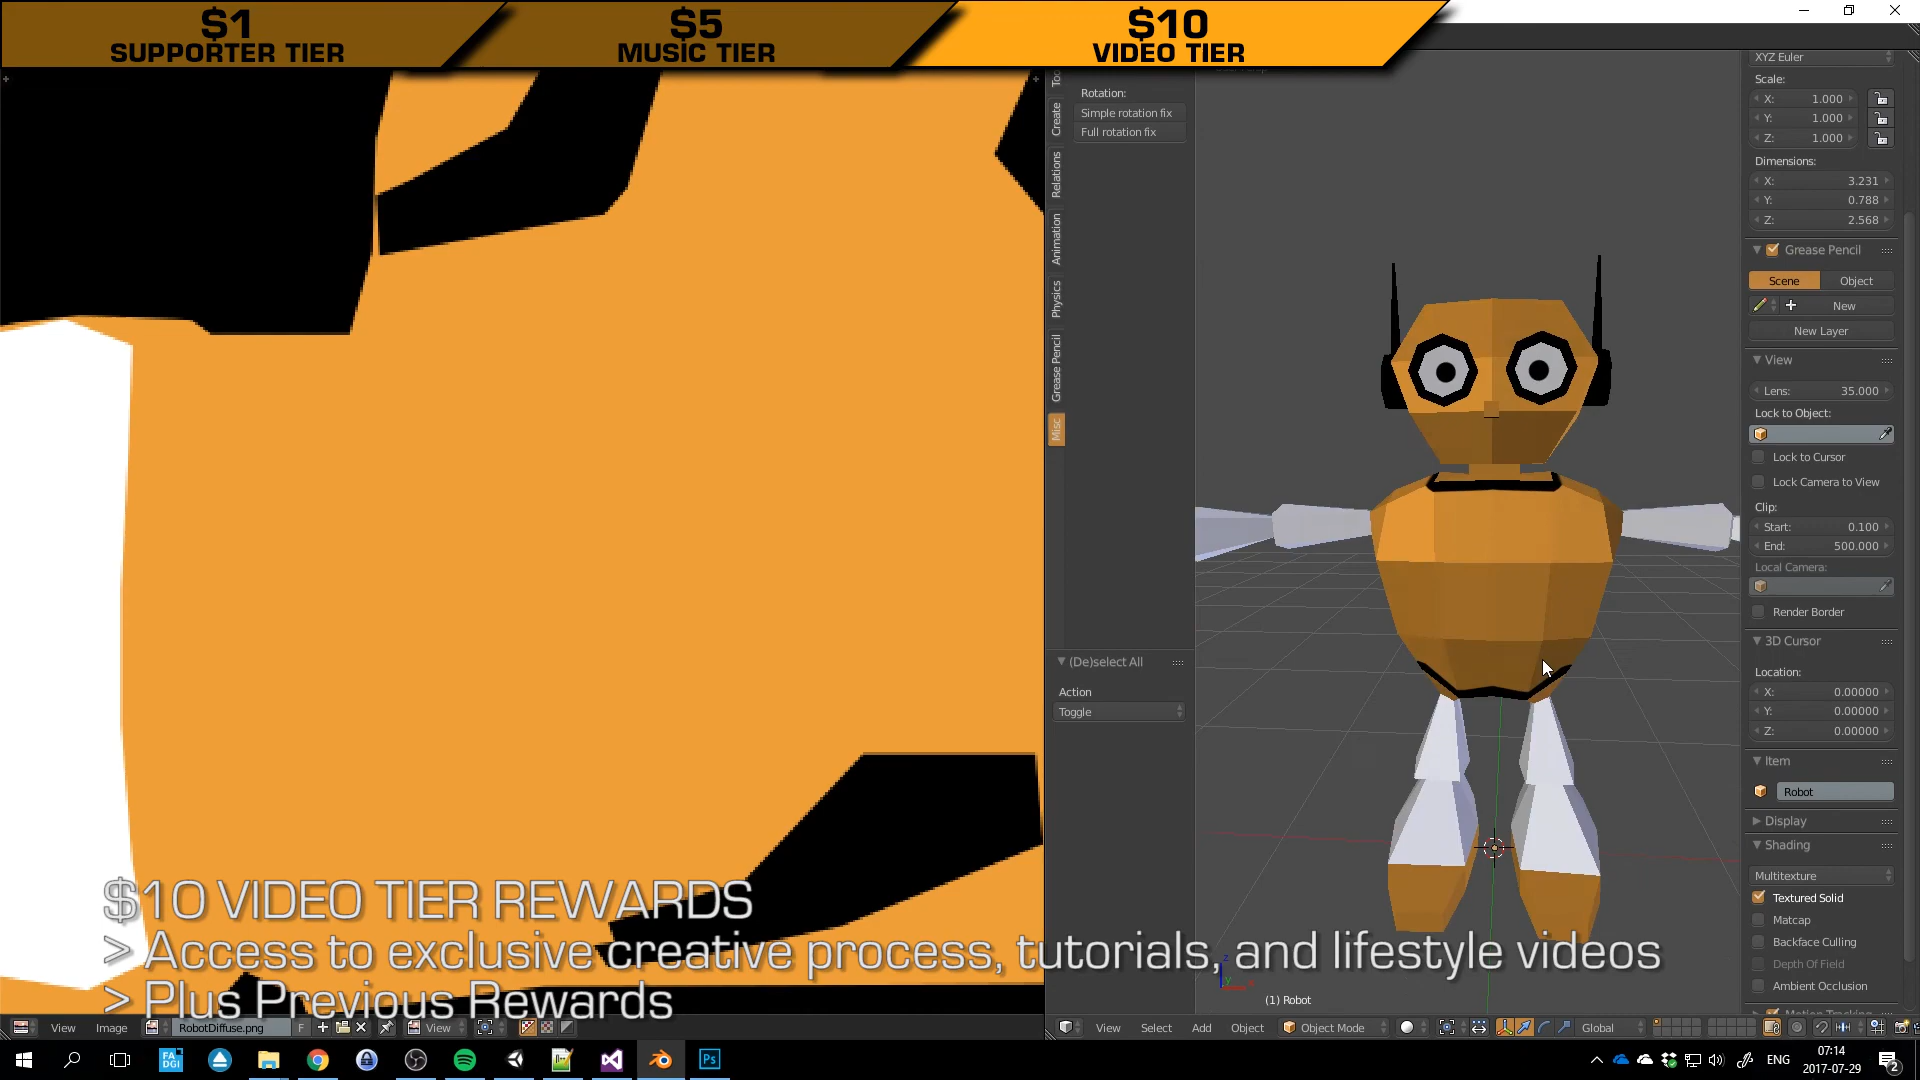 $1
SUPPORTER TIER
$5
MUSIC TIER
$10
VIDEO TIER
Create
Relations
Animation
Physics
Grease Pencil
Misc
Rotation:
Simple rotation fix
Full rotation fix
(De)select All
Action
Toggle
XYZ Euler
Scale:
X: 1.000
Y: 1.000
Z: 1.000
Dimensions:
X: 3.231
Y: 0.788
Z: 2.568
Grease Pencil
Scene Object
New
New Layer
View
Lens: 35.000
Lock to Object:
Lock to Cursor
Lock Camera to View
Clip:
Start: 0.100
End: 500.000
Local Camera:
Render Border
3D Cursor
Location:
X: 0.00000
Y: 0.00000
Z: 0.00000
Item
Robot
Display
Shading
Multitexture
Textured Solid
Matcap
Backface Culling
Depth Of Field
Ambient Occlusion
$10 VIDEO TIER REWARDS
> Access to exclusive creative process, tutorials, and lifestyle videos
> Plus Previous Rewards
(1) Robot
View Image RobotDiffuse.png F View
View Select Add Object Object Mode Global
FA
DGI
Ps
ENG
07:14
2017-07-29
2